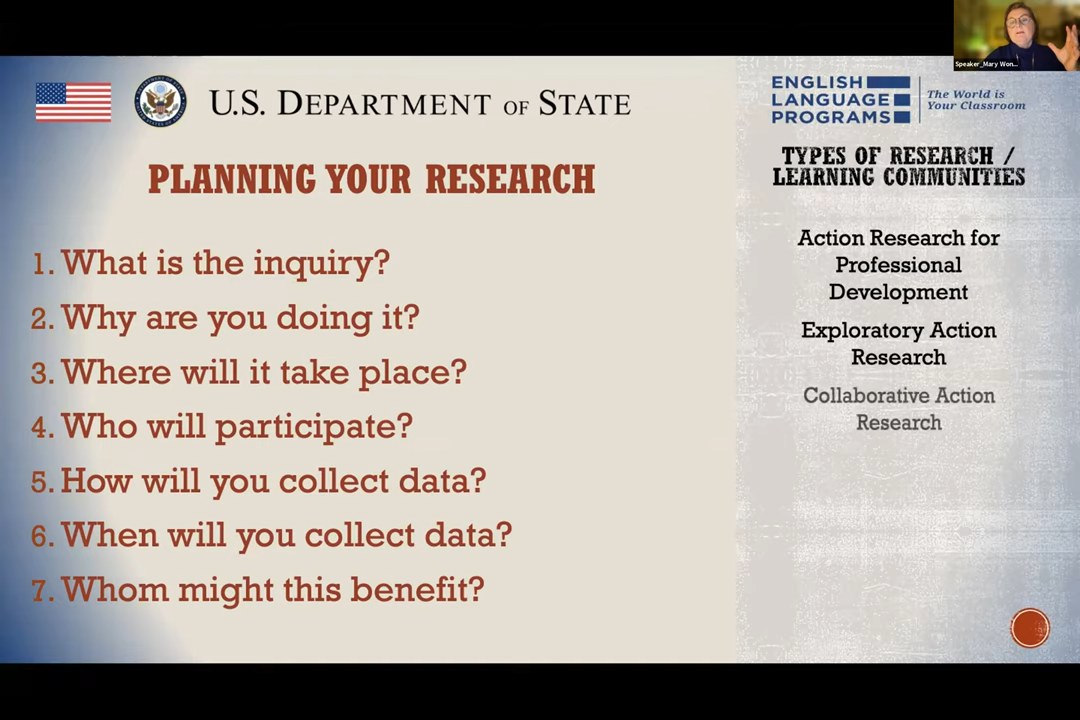 Speaker_Mary Won...
U.S. DEPARTMENT OF STATE
PLANNING YOUR RESEARCH
1. What is the inquiry?
2. Why are you doing it?
3. Where will it take place?
4. Who will participate?
5. How will you collect data?
6. When will you collect data?
7. Whom might this benefit?
ENGLISH
LANGUAGE
PROGRAMS
The World is
Your Classroom
TYPES OF RESEARCH /
LEARNING COMMUNITIES
Action Research for
Professional
Development
Exploratory Action
Research
Collaborative Action
Research